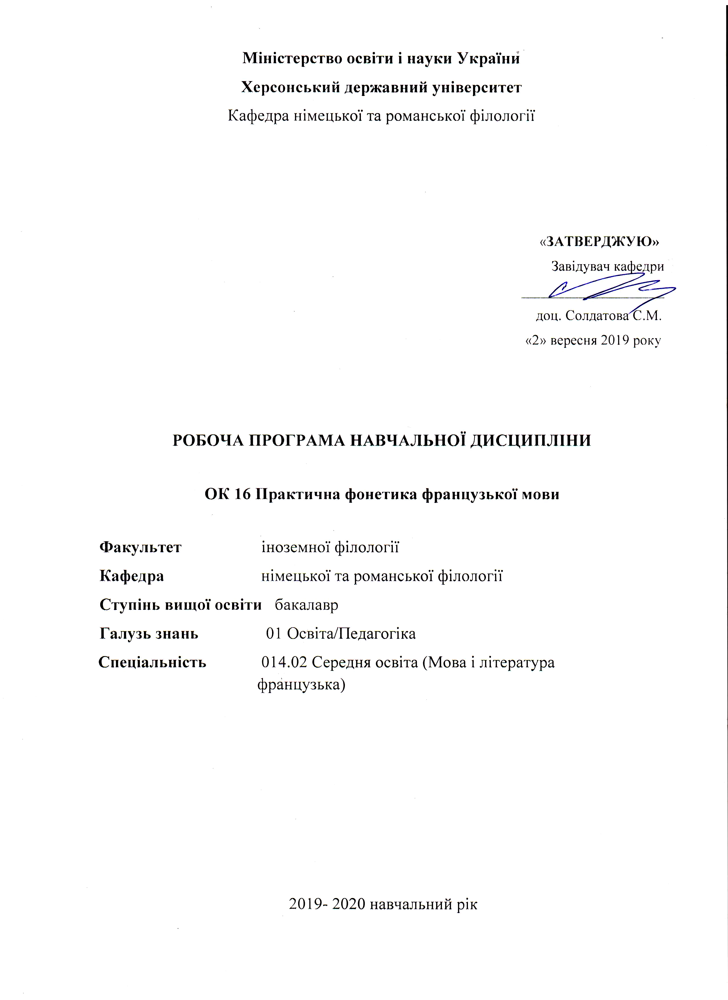 Міністерство освіти і науки України
Херсонський державний університет
Кафедра німецької та романської філології
«ЗАТВЕРДЖУЮ»
Завідувач кафедри
доц. Солдатова С.М.
«2» вересня 2019 року
РОБОЧА ПРОГРАМА НАВЧАЛЬНОЇ ДИСЦИПЛІНИ
ОК 16 Практична фонетика французької мови
Факультет іноземної філології
Кафедра німецької та романської філології
Ступінь вищої освіти бакалавр
Галузь знань 01 Освіта/Педагогіка
Спеціальність 014.02 Середня освіта (Мова і література
французька)
2019- 2020 навчальний рік